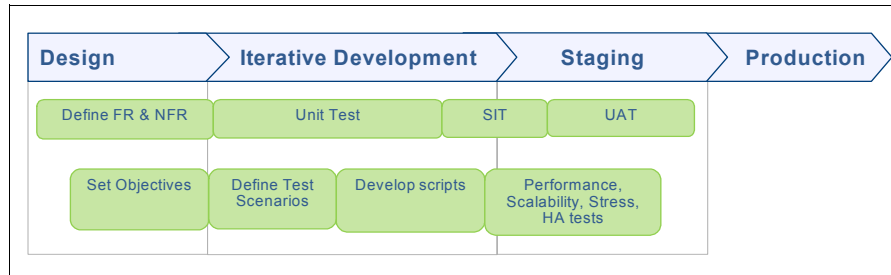 Design
Iterative Development
Staging
Production
Define FR & NFR
Unit Test
SIT
UAT
Set Objectives
Define Test
Scenarios
Develop scripts
Performance,
Scalability, Stress,
HA tests